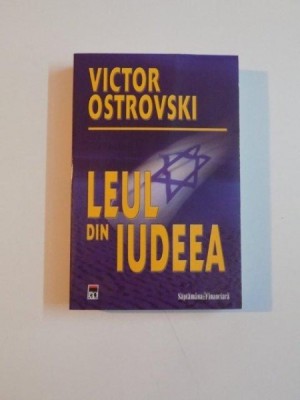 VICTOR
OSTROVSKI
LEUL
DIN
IUDEEA
Săptămâna Financiară